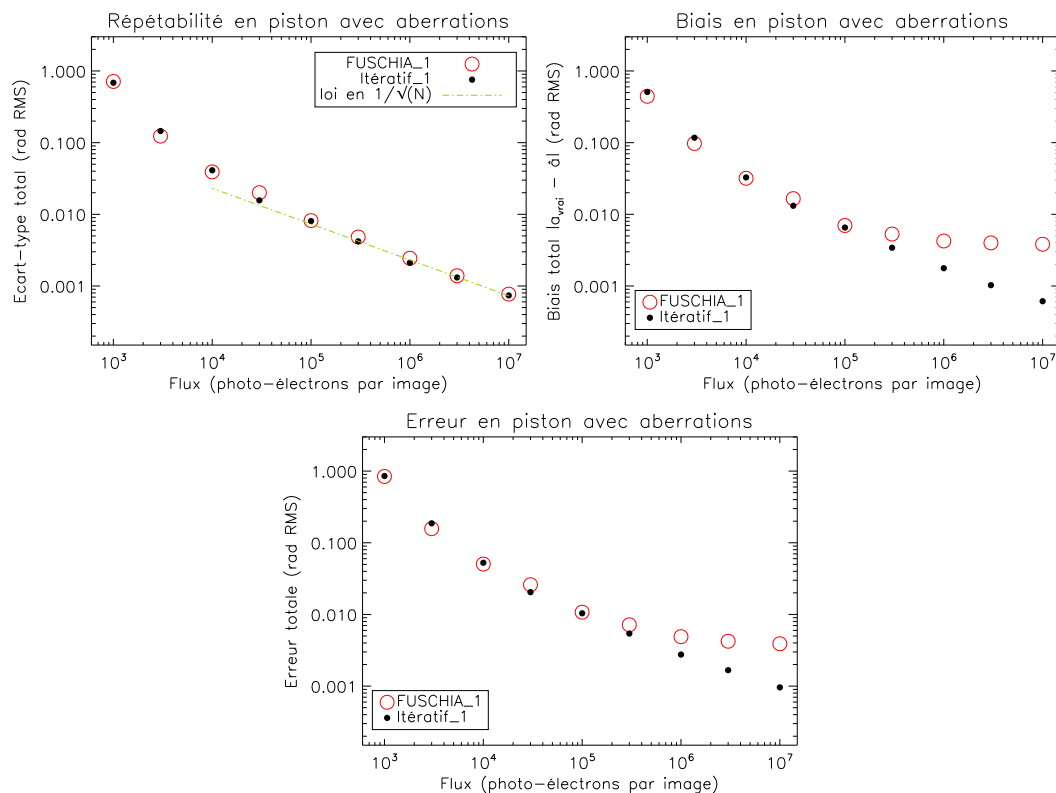 Répétabilité en piston avec aberrations
Ecart-type total (rad RMS)
1.000
0.100
0.010
0.001
FUSCHIA_1
Itératif_1
loi en 1/√(N)
10³ 10⁴ 10⁵ 10⁶ 10⁷
Flux (photo-électrons par image)
Biais en piston avec aberrations
Biais total |aᵥᵣₐᵢ − â| (rad RMS)
1.000
0.100
0.010
0.001
FUSCHIA_1
Itératif_1
10³ 10⁴ 10⁵ 10⁶ 10⁷
Flux (photo-électrons par image)
Erreur en piston avec aberrations
Erreur totale (rad RMS)
1.000
0.100
0.010
0.001
FUSCHIA_1
Itératif_1
10³ 10⁴ 10⁵ 10⁶ 10⁷
Flux (photo-électrons par image)